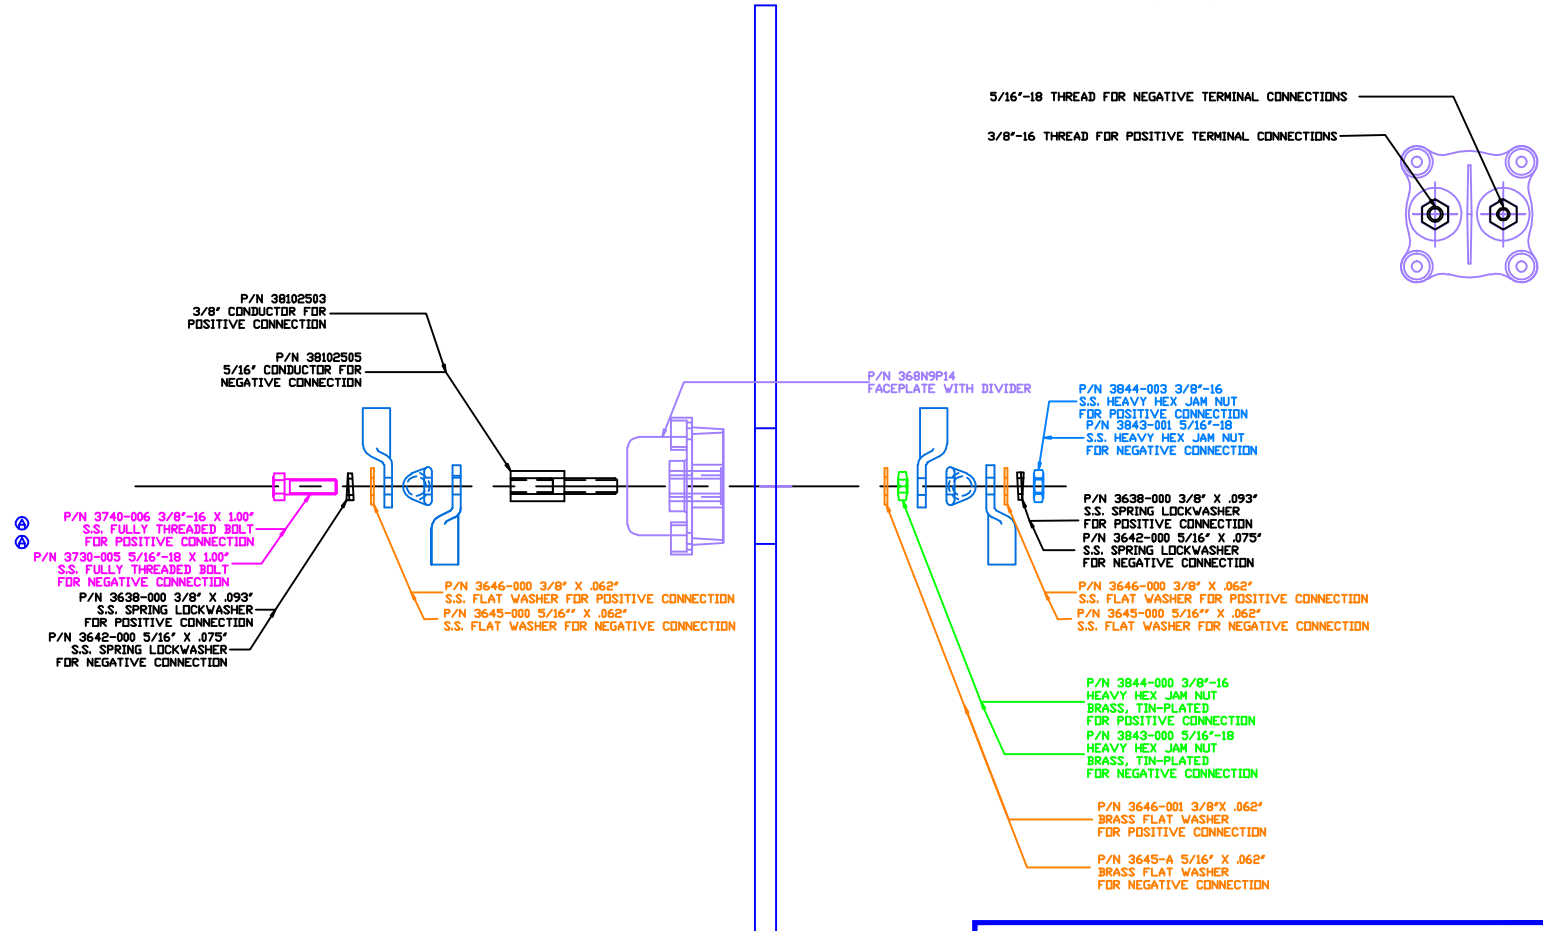 5/16"-18 THREAD FOR NEGATIVE TERMINAL CONNECTIONS
3/8"-16 THREAD FOR POSITIVE TERMINAL CONNECTIONS
P/N 38102503
3/8" CONDUCTOR FOR
POSITIVE CONNECTION
P/N 38102505
5/16" CONDUCTOR FOR
NEGATIVE CONNECTION
P/N 368N9P14
FACEPLATE WITH DIVIDER
P/N 3844-003 3/8"-16
S.S. HEAVY HEX JAM NUT
FOR POSITIVE CONNECTION
P/N 3843-001 5/16"-18
S.S. HEAVY HEX JAM NUT
FOR NEGATIVE CONNECTION
P/N 3638-000 3/8" X .093"
S.S. SPRING LOCKWASHER
FOR POSITIVE CONNECTION
P/N 3642-000 5/16" X .075"
S.S. SPRING LOCKWASHER
FOR NEGATIVE CONNECTION
A
A
P/N 3740-006 3/8"-16 X 1.00"
S.S. FULLY THREADED BOLT
FOR POSITIVE CONNECTION
P/N 3730-005 5/16"-18 X 1.00"
S.S. FULLY THREADED BOLT
FOR NEGATIVE CONNECTION
P/N 3638-000 3/8" X .093"
S.S. SPRING LOCKWASHER
FOR POSITIVE CONNECTION
P/N 3642-000 5/16" X .075"
S.S. SPRING LOCKWASHER
FOR NEGATIVE CONNECTION
P/N 3646-000 3/8" X .062"
S.S. FLAT WASHER FOR POSITIVE CONNECTION
P/N 3645-000 5/16"" X .062"
S.S. FLAT WASHER FOR NEGATIVE CONNECTION
P/N 3646-000 3/8" X .062"
S.S. FLAT WASHER FOR POSITIVE CONNECTION
P/N 3645-000 5/16"" X .062"
S.S. FLAT WASHER FOR NEGATIVE CONNECTION
P/N 3844-000 3/8"-16
HEAVY HEX JAM NUT
BRASS, TIN-PLATED
FOR POSITIVE CONNECTION
P/N 3843-000 5/16"-18
HEAVY HEX JAM NUT
BRASS, TIN-PLATED
FOR NEGATIVE CONNECTION
P/N 3646-001 3/8"X .062"
BRASS FLAT WASHER
FOR POSITIVE CONNECTION
P/N 3645-A 5/16" X .062"
BRASS FLAT WASHER
FOR NEGATIVE CONNECTION